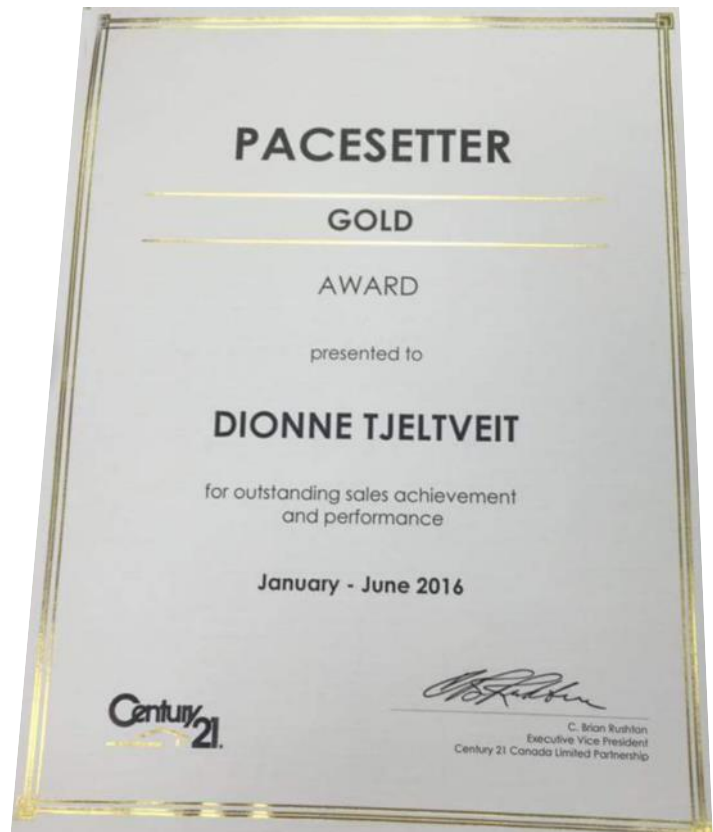 PACESETTER
GOLD
AWARD
presented to
DIONNE TJELTVEIT
for outstanding sales achievement
and performance
January - June 2016
Century
21.
C. Brian Rushton
Executive Vice President
Century 21 Canada Limited Partnership